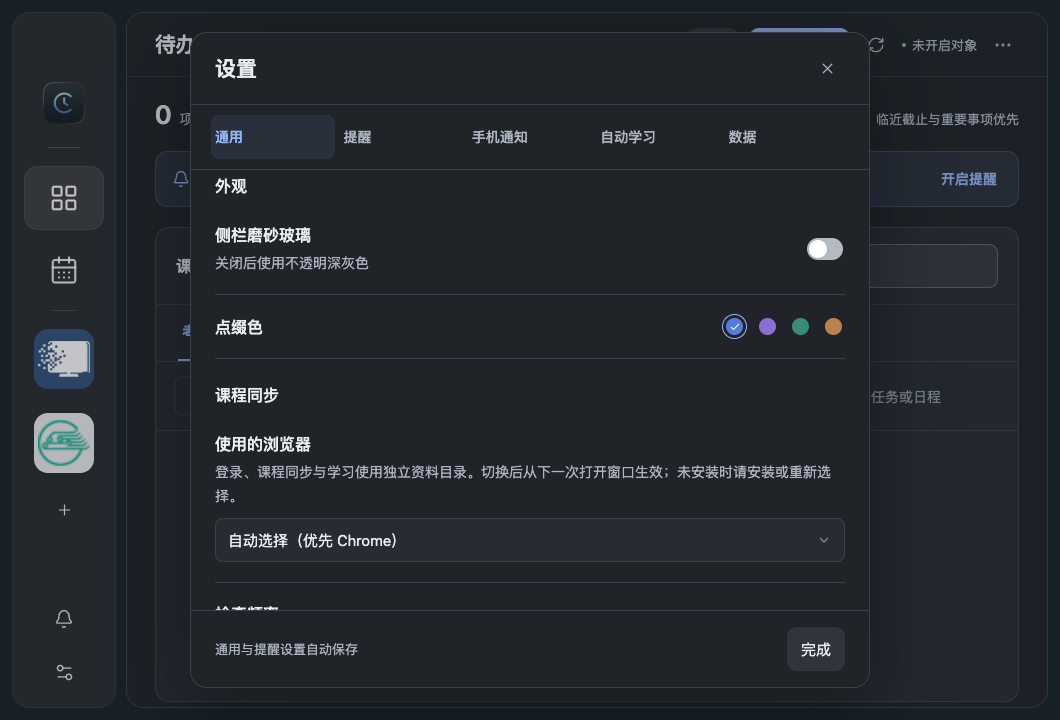 待办
未开启对象
设置
0 项
临近截止与重要事项优先
通用
提醒
手机通知
自动学习
数据
开启提醒
外观
侧栏磨砂玻璃
关闭后使用不透明深灰色
课
点缀色
课程同步
任务或日程
使用的浏览器
登录、课程同步与学习使用独立资料目录。切换后从下一次打开窗口生效；未安装时请安装或重新选
择。
自动选择（优先 Chrome）
检查频率
通用与提醒设置自动保存
完成